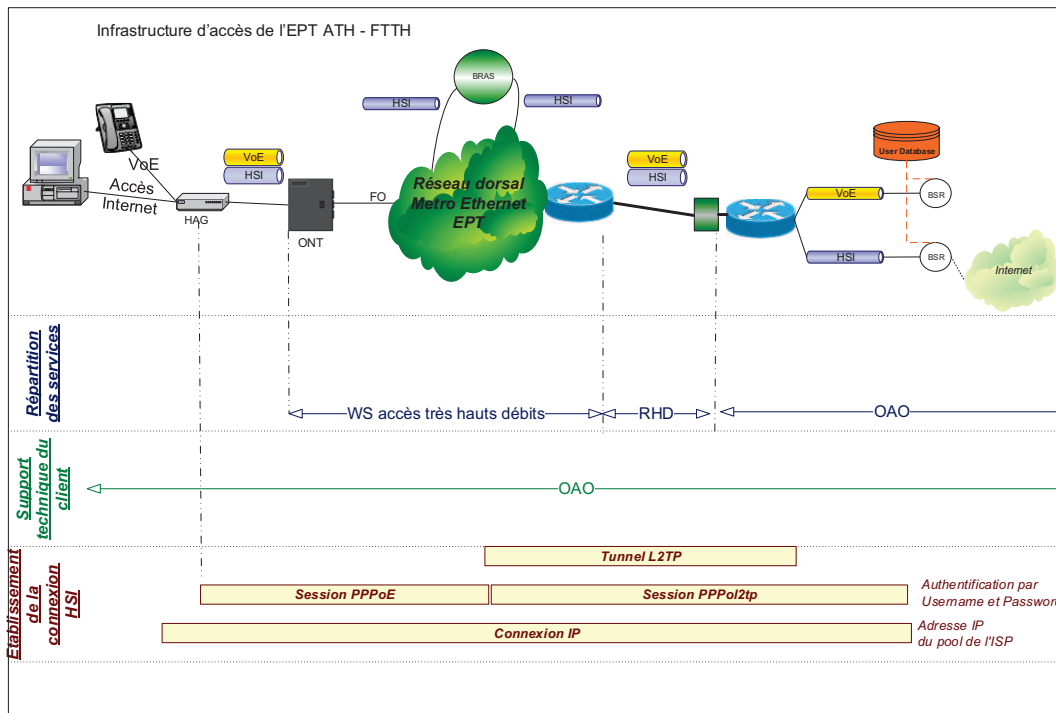 Infrastructure d'accès de l'EPT ATH - FTTH
BRAS
HSI
HSI
VoE
Accès
Internet
HAG
VoE
HSI
ONT
FO
Réseau dorsal
Metro Ethernet
EPT
VoE
HSI
User Database
VoE
BSR
HSI
BSR
Internet
Répartition
des services
WS accès très hauts débits
RHD
OAO
Support
technique du
client
OAO
Etablissement
de la
connexion
HSI
Tunnel L2TP
Session PPPoE
Session PPPol2tp
Authentification par
Username et Password
Connexion IP
Adresse IP
du pool de l'ISP